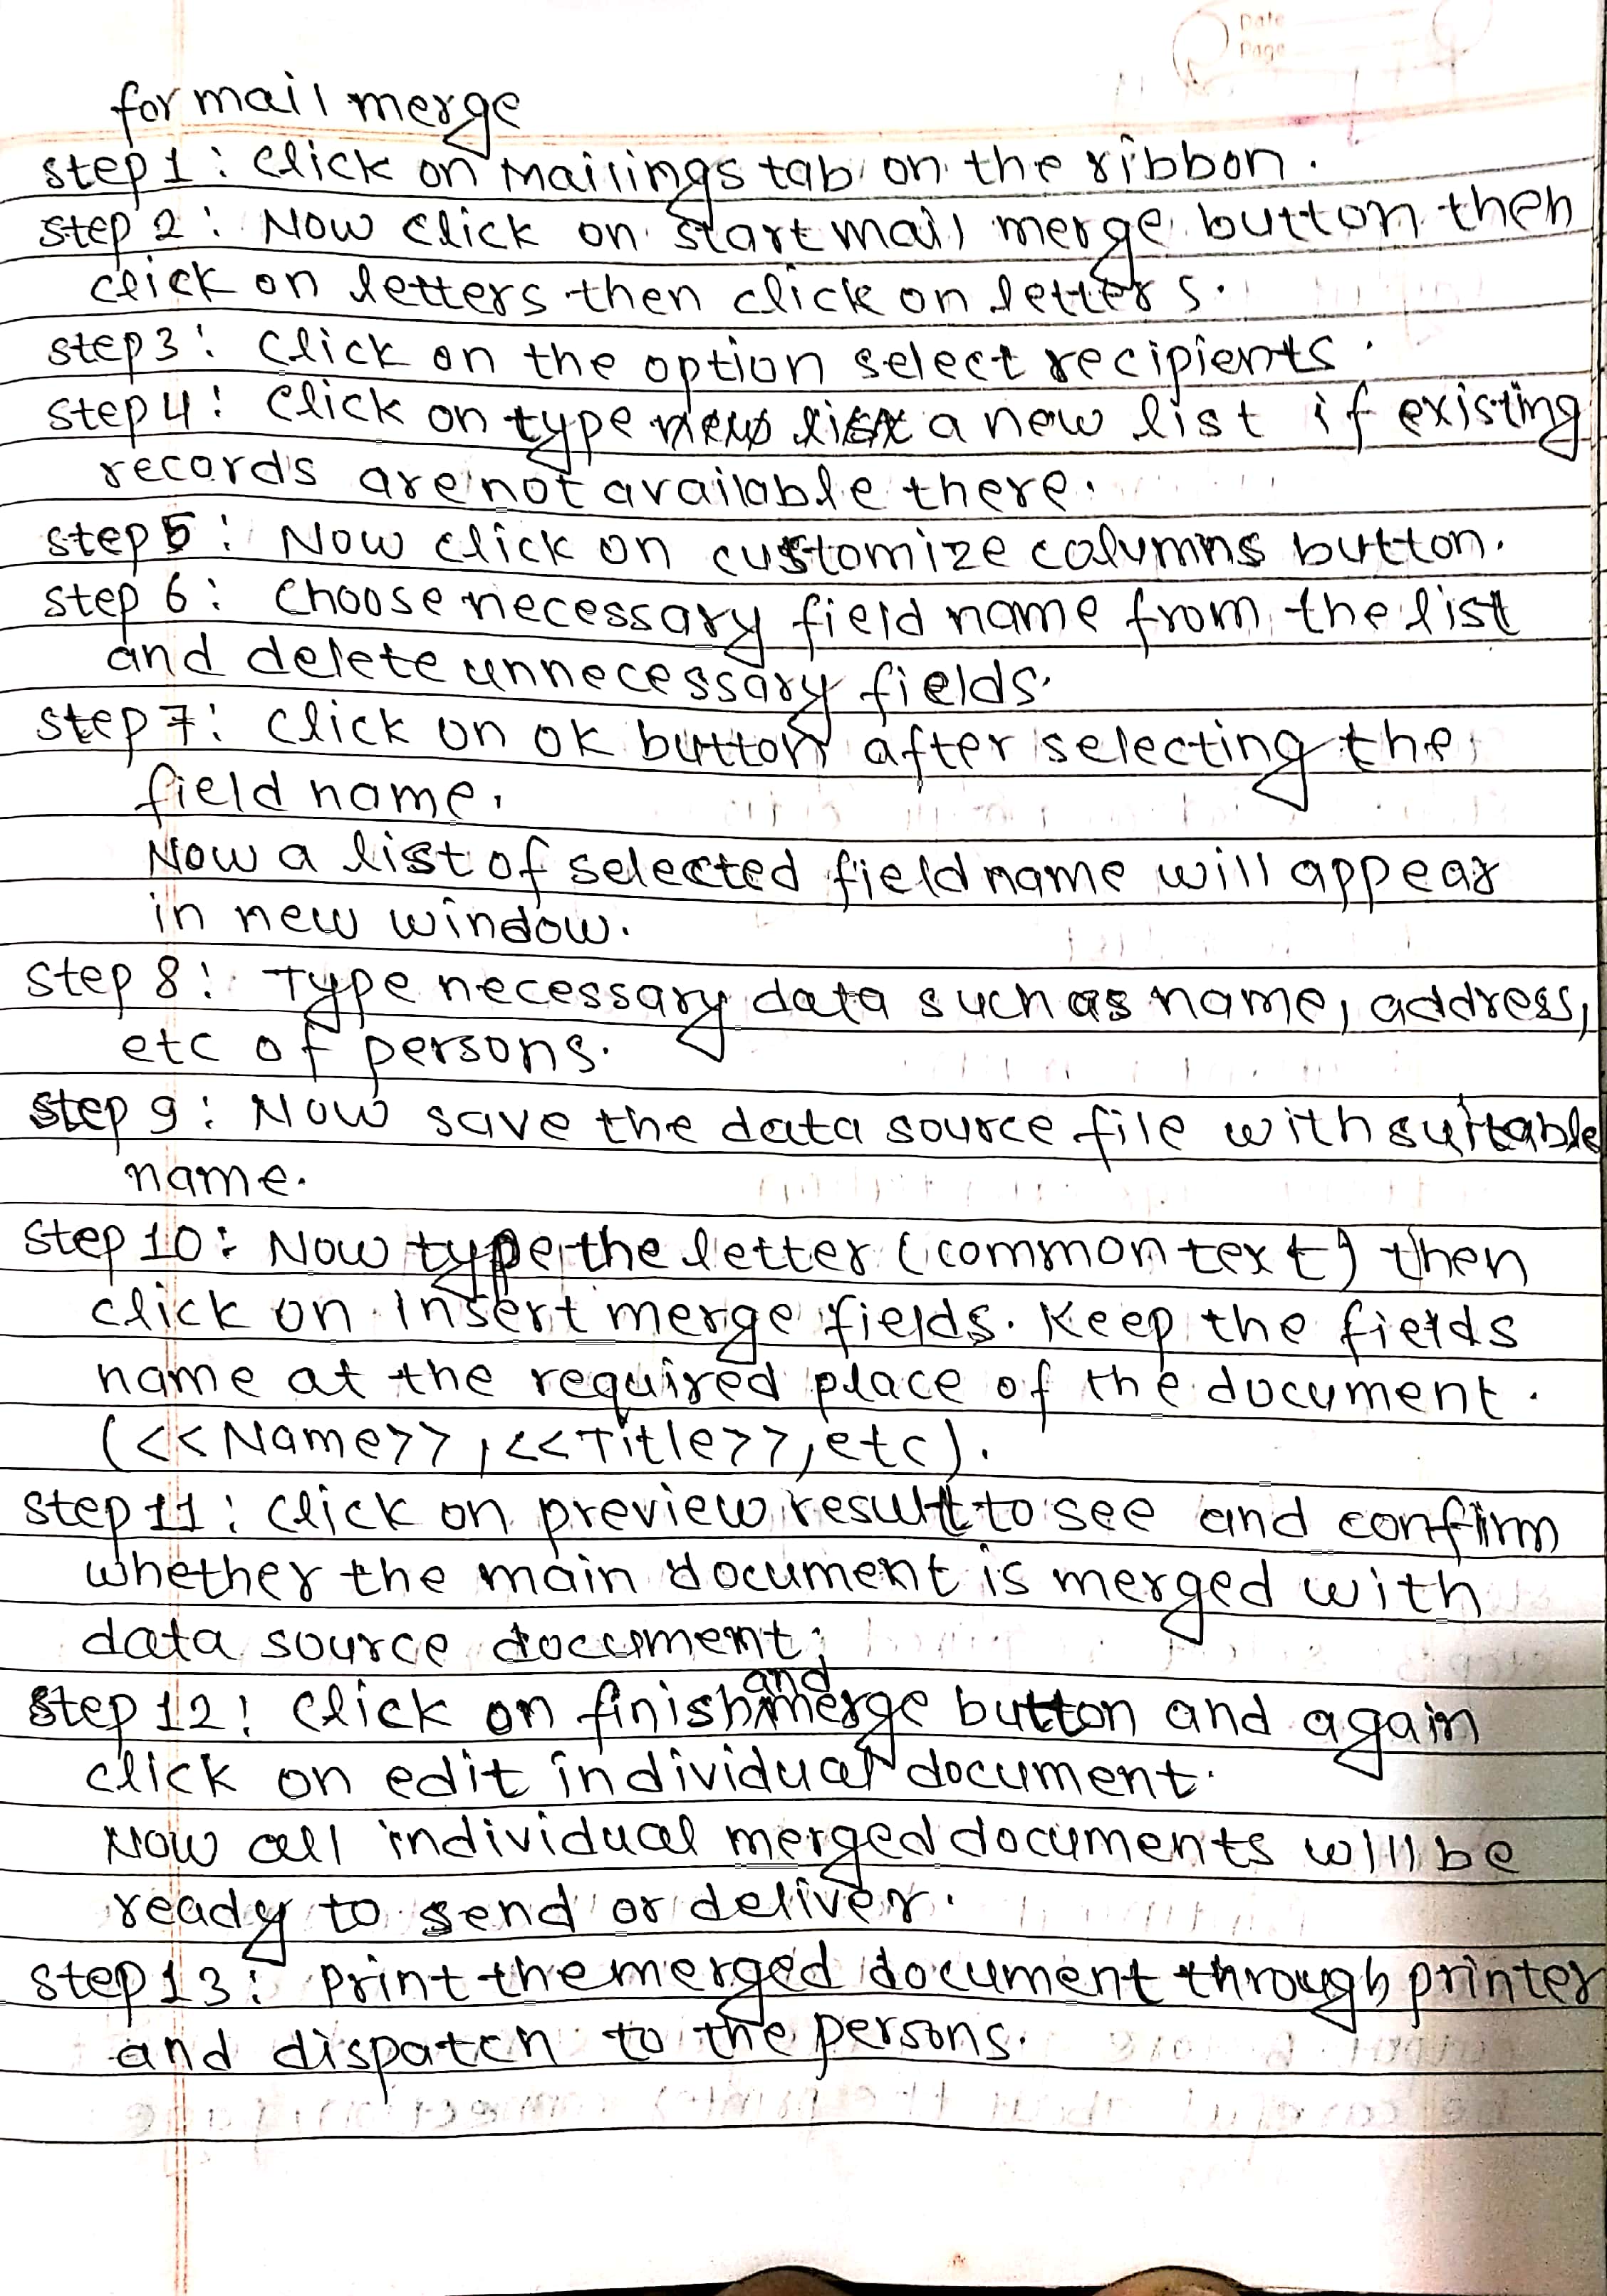 Date
Page
for mail merge
step 1 : Click on Mailings tab on the ribbon.
step 2 : Now click on start mail merge button then
click on letters then click on letters.
step 3 : Click on the option select recipients.
step 4 : Click on type new list a new list if existing
records are not available there.
step 5 : Now click on customize columns button.
step 6 : Choose necessary field name from the list
and delete unnecessary fields.
step 7 : Click on OK button after selecting the
field name.
Now a list of selected field name will appear
in new window.
step 8 : Type necessary data such as name, address,
etc of persons.
step 9 : Now save the data source file with suitable
name.
step 10 : Now type the letter (common text) then
click on Insert merge fields. Keep the fields
name at the required place of the document.
(<<Name>>, <<Title>>, etc).
step 11 : Click on preview result to see and confirm
whether the main document is merged with
data source document.
step 12 : Click on finish and merge button and again
click on edit individual document.
Now all individual merged documents will be
ready to send or deliver.
step 13 : Print the merged document through printer
and dispatch to the persons.